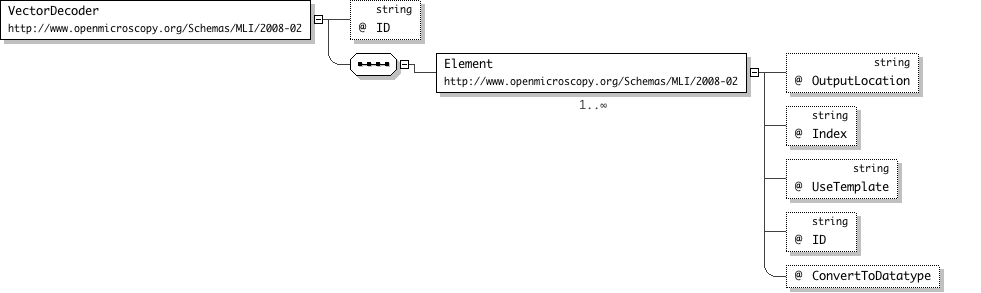 VectorDecoder
http://www.openmicroscopy.org/Schemas/MLI/2008-02
string
@ ID
Element
http://www.openmicroscopy.org/Schemas/MLI/2008-02
1..∞
string
@ OutputLocation
string
@ Index
string
@ UseTemplate
string
@ ID
@ ConvertToDatatype